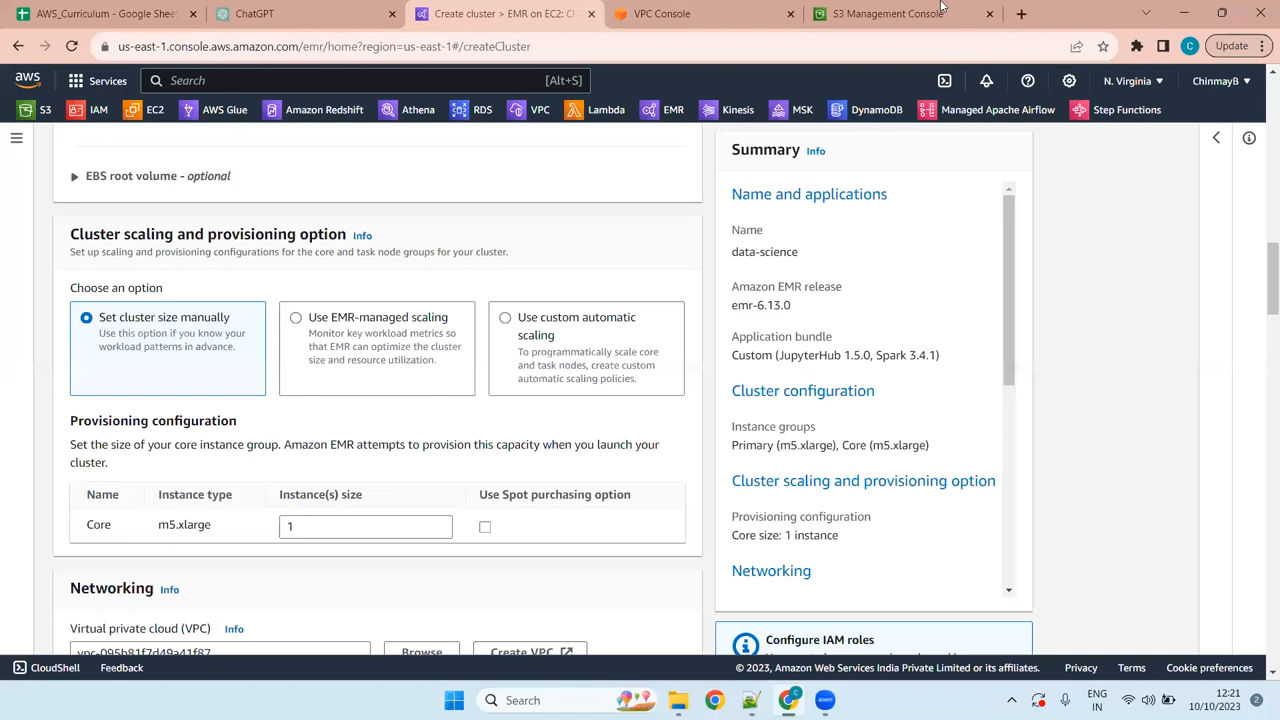 AWS_Curriculum - Google Shee
ChatGPT
Create cluster > EMR on EC2: Cl
VPC Console
S3 Management Console
us-east-1.console.aws.amazon.com/emr/home?region=us-east-1#/createCluster
C
Update
aws
Services
Search
[Alt+S]
N. Virginia
ChinmayB
S3
IAM
EC2
AWS Glue
Amazon Redshift
Athena
RDS
VPC
Lambda
EMR
Kinesis
MSK
DynamoDB
Managed Apache Airflow
Step Functions
EBS root volume - optional
Cluster scaling and provisioning option Info
Set up scaling and provisioning configurations for the core and task node groups for your cluster.
Choose an option
Set cluster size manually
Use this option if you know your
workload patterns in advance.
Use EMR-managed scaling
Monitor key workload metrics so
that EMR can optimize the cluster
size and resource utilization.
Use custom automatic
scaling
To programmatically scale core
and task nodes, create custom
automatic scaling policies.
Provisioning configuration
Set the size of your core instance group. Amazon EMR attempts to provision this capacity when you launch your
cluster.
Name
Instance type
Instance(s) size
Use Spot purchasing option
Core
m5.xlarge
1
Networking Info
Virtual private cloud (VPC) Info
vpc-095b81f7d49a41f87
Browse
Create VPC
Summary Info
Name and applications
Name
data-science
Amazon EMR release
emr-6.13.0
Application bundle
Custom (JupyterHub 1.5.0, Spark 3.4.1)
Cluster configuration
Instance groups
Primary (m5.xlarge), Core (m5.xlarge)
Cluster scaling and provisioning option
Provisioning configuration
Core size: 1 instance
Networking
Configure IAM roles
CloudShell
Feedback
© 2023, Amazon Web Services India Private Limited or its affiliates.
Privacy
Terms
Cookie preferences
Search
zoom
ENG
IN
12:21
10/10/2023
2